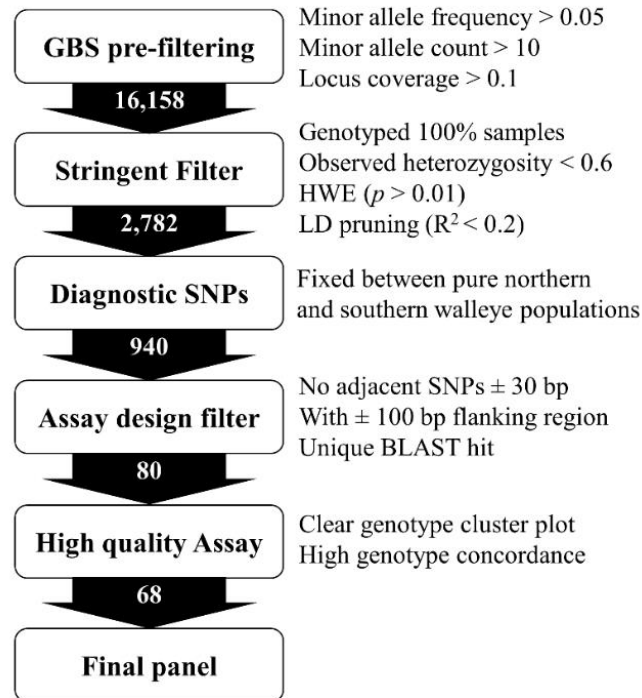 GBS pre-filtering
Minor allele frequency > 0.05
Minor allele count > 10
Locus coverage > 0.1
16,158
Stringent Filter
Genotyped 100% samples
Observed heterozygosity < 0.6
HWE (p > 0.01)
LD pruning (R² < 0.2)
2,782
Diagnostic SNPs
Fixed between pure northern
and southern walleye populations
940
Assay design filter
No adjacent SNPs ± 30 bp
With ± 100 bp flanking region
Unique BLAST hit
80
High quality Assay
Clear genotype cluster plot
High genotype concordance
68
Final panel